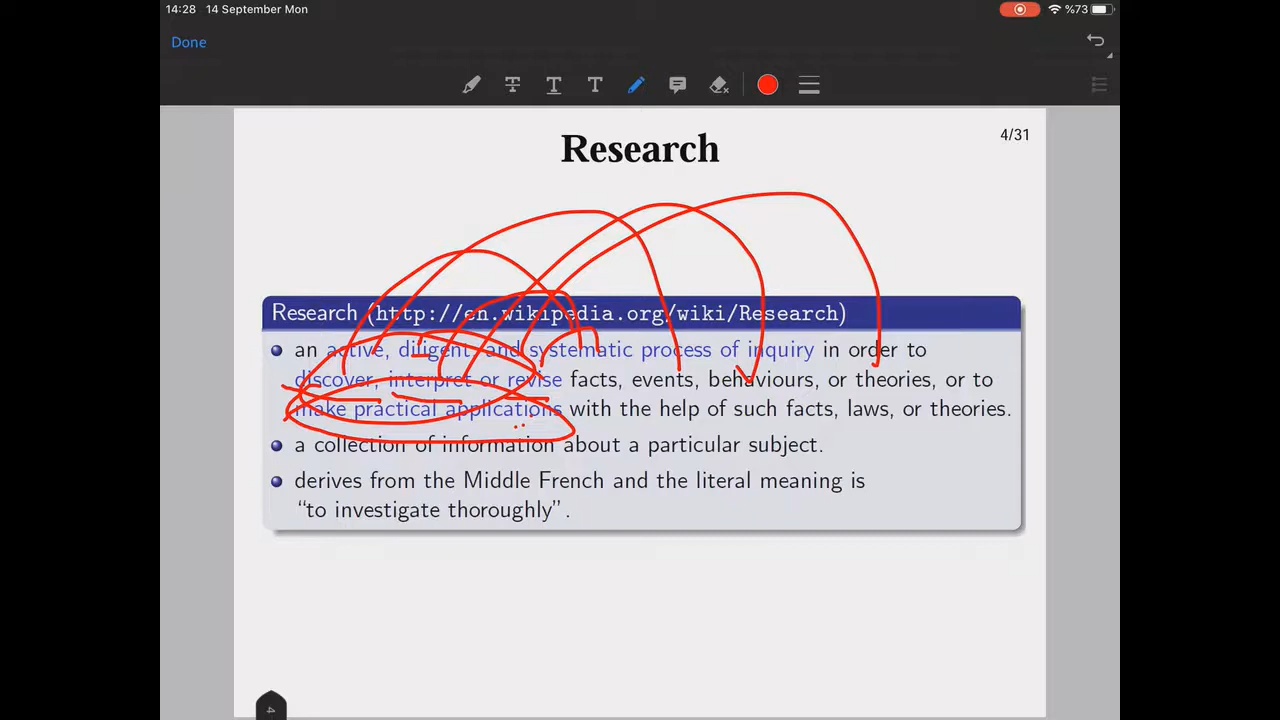 14:28 14 September Mon
%73
Done
4/31
Research
Research (http://en.wikipedia.org/wiki/Research)
an active, diligent, and systematic process of inquiry in order to
discover, interpret or revise facts, events, behaviours, or theories, or to
make practical applications with the help of such facts, laws, or theories.
a collection of information about a particular subject.
derives from the Middle French and the literal meaning is
“to investigate thoroughly”.
4